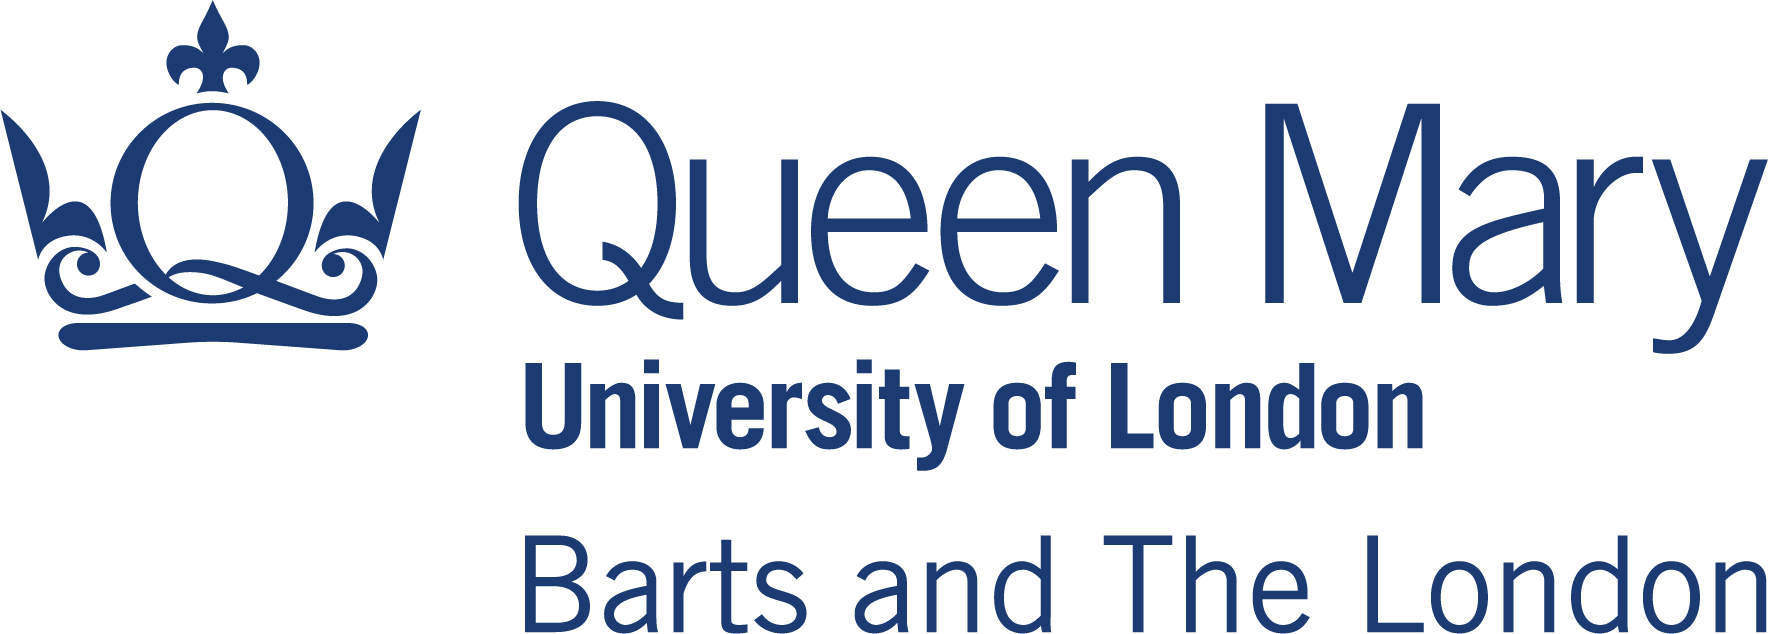 Queen Mary
University of London
Barts and The London